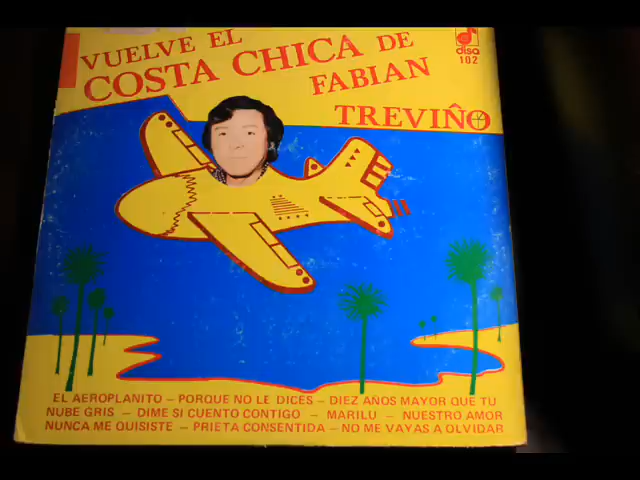 VUELVE EL
COSTA CHICA DE
FABIAN
TREVIÑO
disa
102
EL AEROPLANITO – PORQUE NO LE DICES – DIEZ AÑOS MAYOR QUE TU
NUBE GRIS – DIME SI CUENTO CONTIGO – MARILU – NUESTRO AMOR
NUNCA ME QUISISTE – PRIETA CONSENTIDA – NO ME VAYAS A OLVIDAR